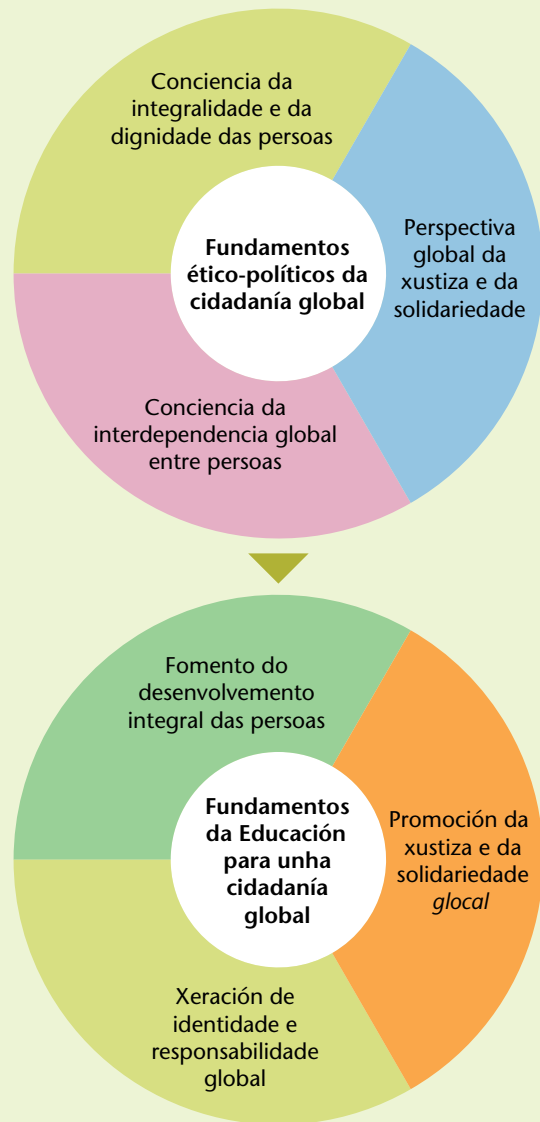 Conciencia da
integralidade e da
dignidade das persoas
Perspectiva
global da
xustiza e da
solidariedade
Fundamentos
ético-políticos da
cidadanía global
Conciencia da
interdependencia global
entre persoas
Fomento do
desenvolvemento
integral das persoas
Promoción da
xustiza e da
solidariedade
glocal
Fundamentos
da Educación
para unha
cidadanía
global
Xeración de
identidade e
responsabilidade
global